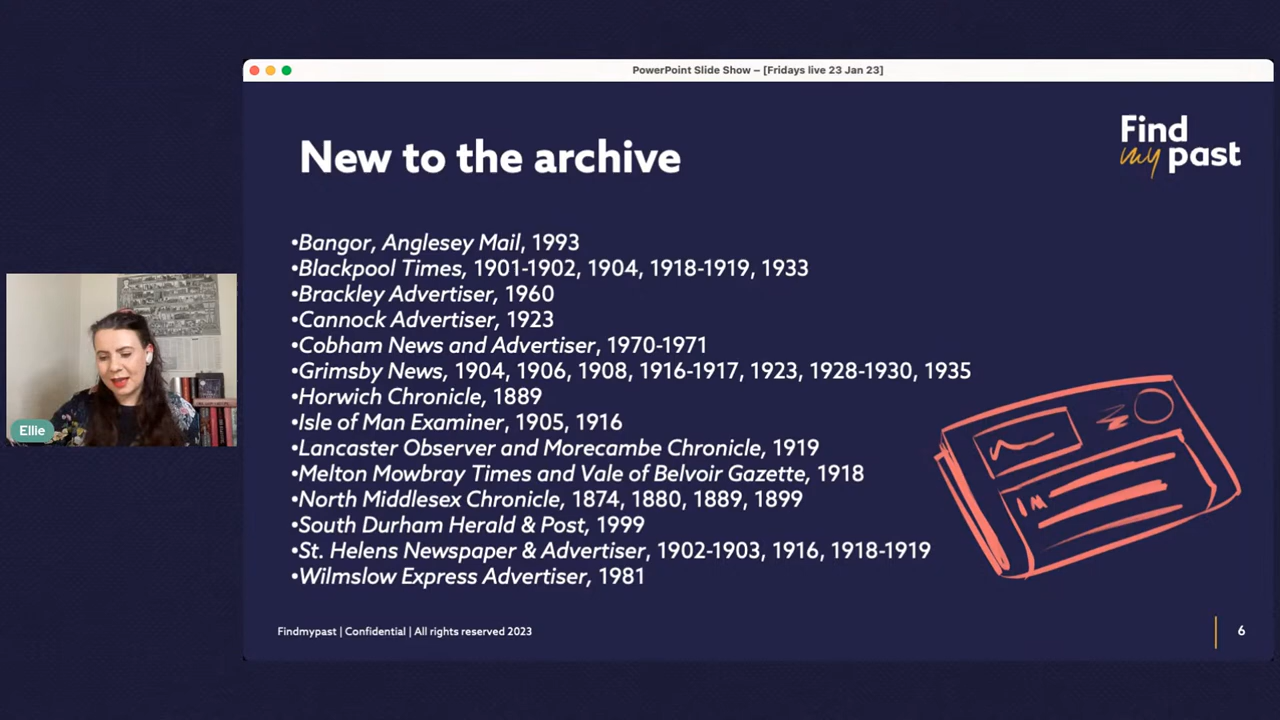 PowerPoint Slide Show – [Fridays live 23 Jan 23]
New to the archive
Find
my past
•Bangor, Anglesey Mail, 1993
•Blackpool Times, 1901-1902, 1904, 1918-1919, 1933
•Brackley Advertiser, 1960
•Cannock Advertiser, 1923
•Cobham News and Advertiser, 1970-1971
•Grimsby News, 1904, 1906, 1908, 1916-1917, 1923, 1928-1930, 1935
•Horwich Chronicle, 1889
•Isle of Man Examiner, 1905, 1916
•Lancaster Observer and Morecambe Chronicle, 1919
•Melton Mowbray Times and Vale of Belvoir Gazette, 1918
•North Middlesex Chronicle, 1874, 1880, 1889, 1899
•South Durham Herald & Post, 1999
•St. Helens Newspaper & Advertiser, 1902-1903, 1916, 1918-1919
•Wilmslow Express Advertiser, 1981
Ellie
Findmypast | Confidential | All rights reserved 2023
6